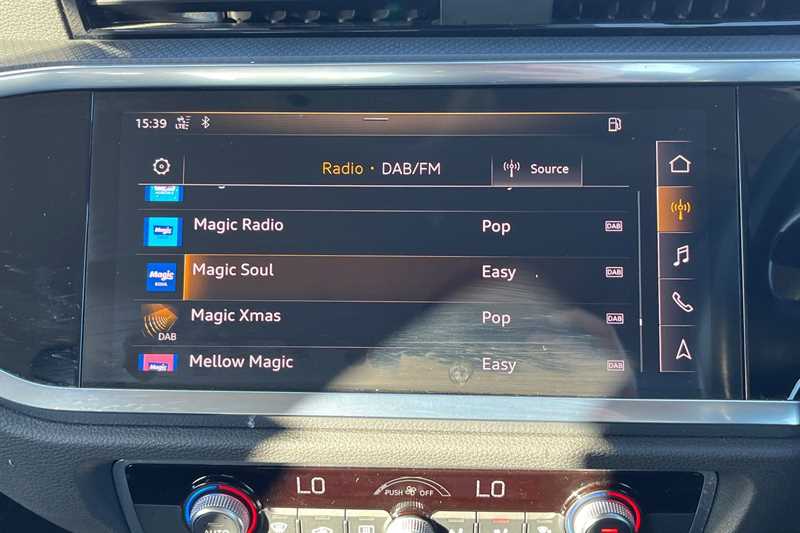 15:39 LTE
Radio · DAB/FM Source
Magic Radio Pop DAB
Magic
Magic Soul Easy DAB
Magic SOUL
Magic Xmas Pop DAB
DAB
Mellow Magic Easy DAB
Magic
LO PUSH OFF LO
AUTO